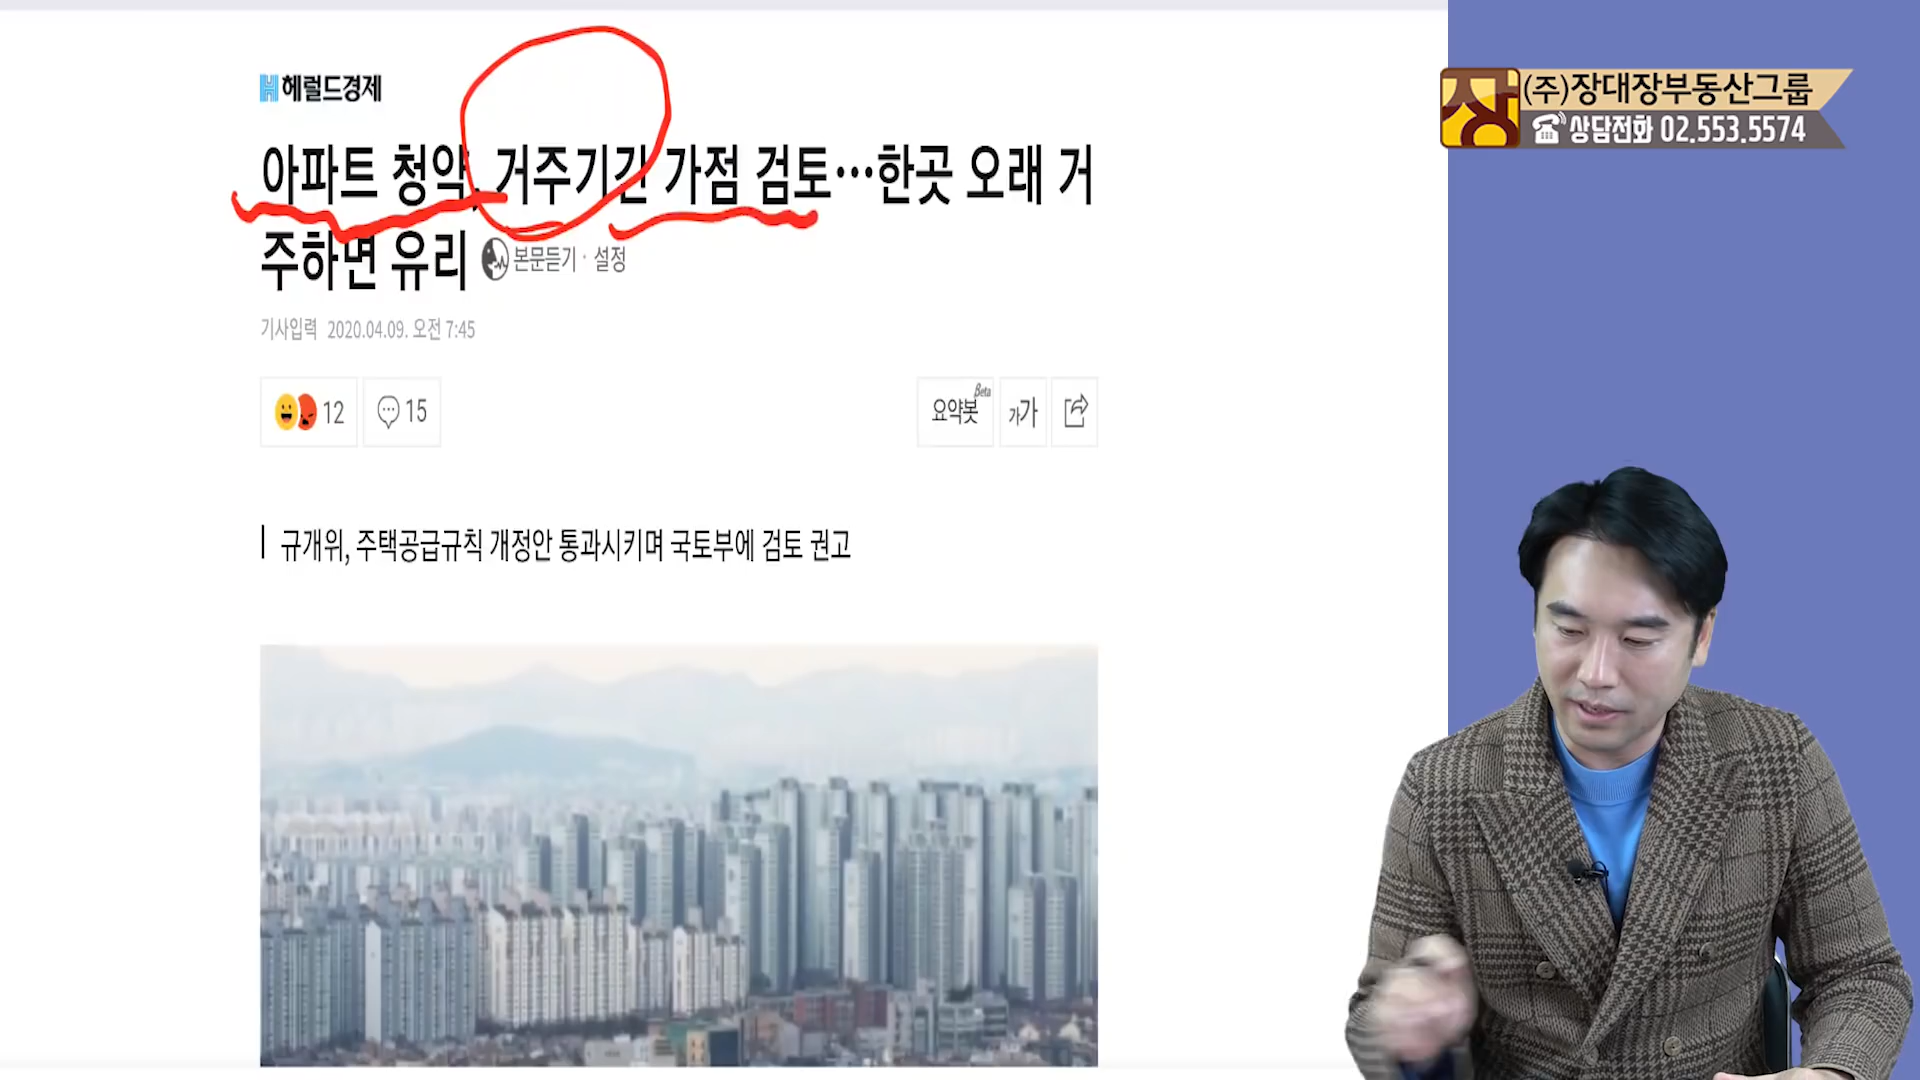 헤럴드경제
아파트 청약, 거주기간 가점 검토…한곳 오래 거
주하면 유리
본문듣기 · 설정
기사입력 2020.04.09. 오전 7:45
12
15
요약봇 Beta
가가
규개위, 주택공급규칙 개정안 통과시키며 국토부에 검토 권고
장
(주)장대장부동산그룹
상담전화 02.553.5574